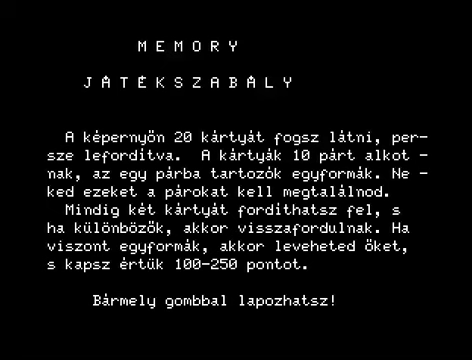 M E M O R Y
J Á T É K S Z A B Á L Y
A képernyőn 20 kártyát fogsz látni, per-
sze lefordítva. A kártyák 10 párt alkot -
nak, az egy párba tartozók egyformák. Ne -
ked ezeket a párokat kell megtalálnod.
Mindig két kártyát fordíthatsz fel, s
ha különbözők, akkor visszafordulnak. Ha
viszont egyformák, akkor leveheted őket,
s kapsz értük 100-250 pontot.
Bármely gombbal lapozhatsz!